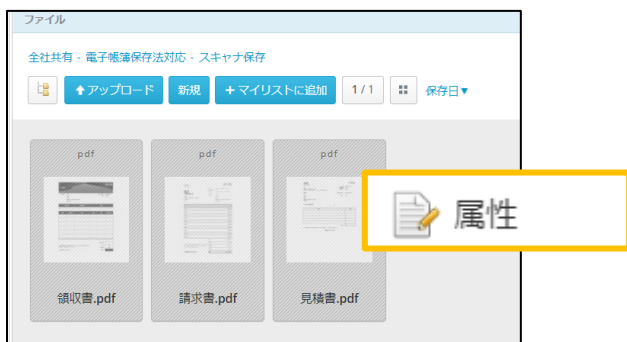 ファイル
全社共有 - 電子帳簿保存法対応 - スキャナ保存
アップロード 新規 +マイリストに追加 1 / 1 保存日▼
pdf pdf pdf
属性
領収書.pdf 請求書.pdf 見積書.pdf